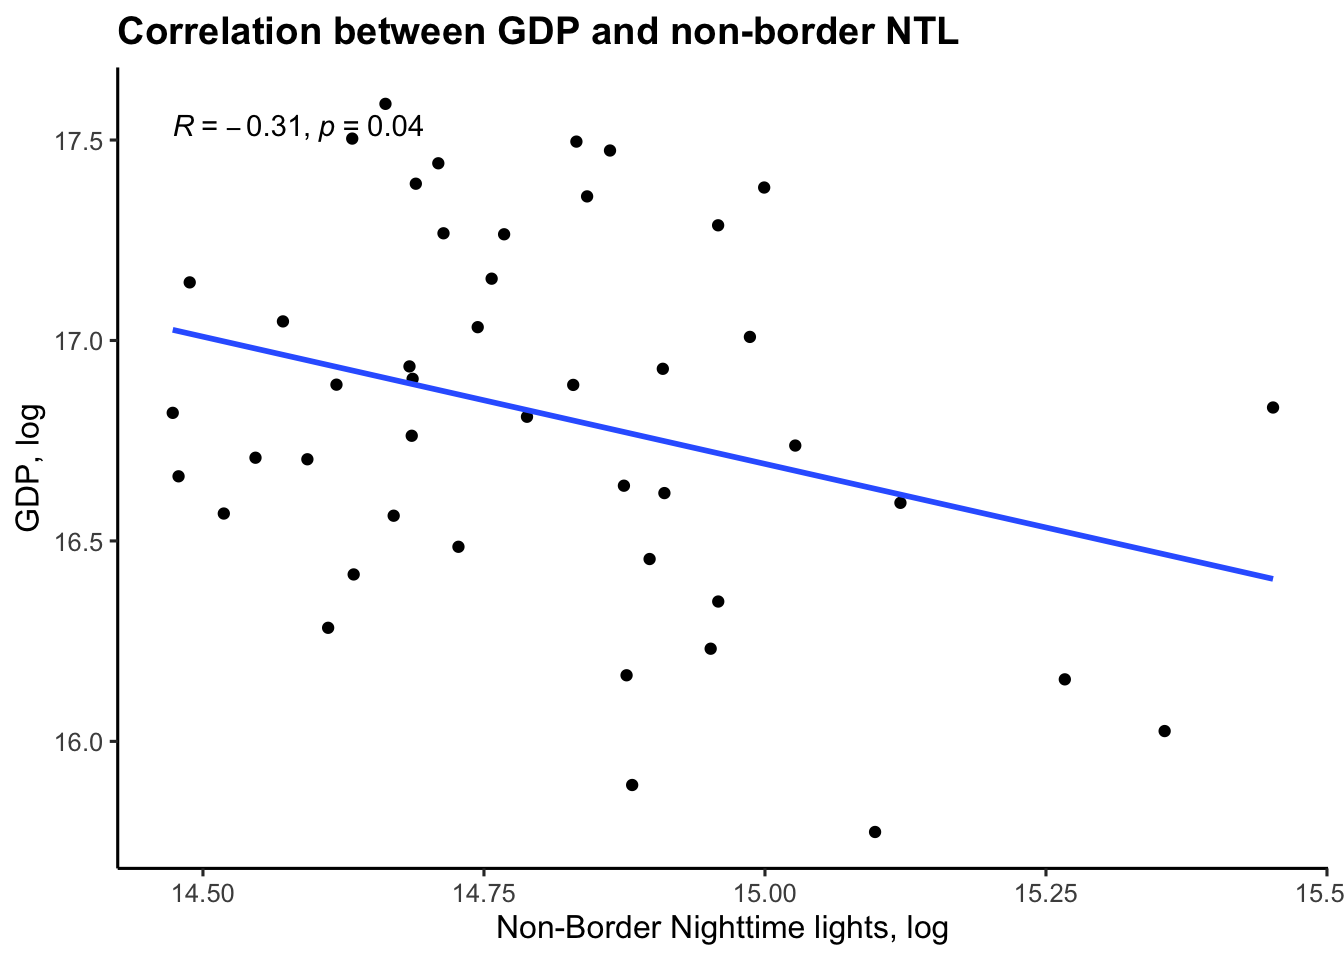 Correlation between GDP and non-border NTL
R = −0.31, p = 0.04
17.5
17.0
16.5
16.0
GDP, log
14.50
14.75
15.00
15.25
15.5
Non-Border Nighttime lights, log